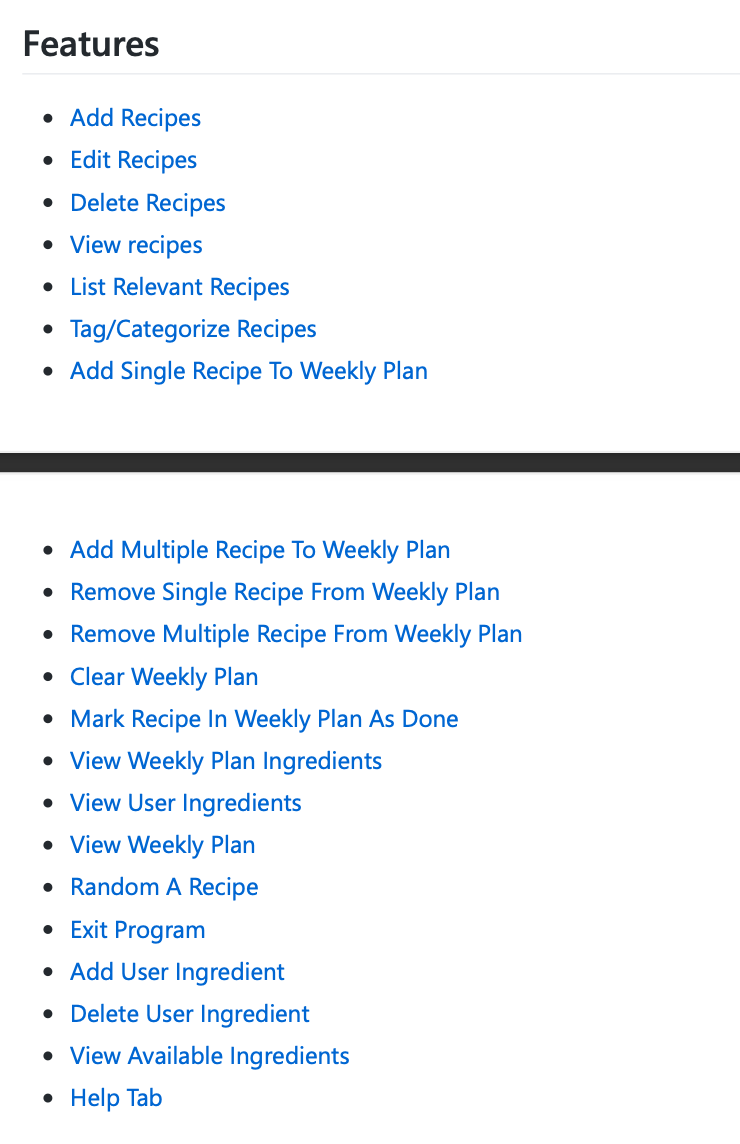 Features
Add Recipes
Edit Recipes
Delete Recipes
View recipes
List Relevant Recipes
Tag/Categorize Recipes
Add Single Recipe To Weekly Plan
Add Multiple Recipe To Weekly Plan
Remove Single Recipe From Weekly Plan
Remove Multiple Recipe From Weekly Plan
Clear Weekly Plan
Mark Recipe In Weekly Plan As Done
View Weekly Plan Ingredients
View User Ingredients
View Weekly Plan
Random A Recipe
Exit Program
Add User Ingredient
Delete User Ingredient
View Available Ingredients
Help Tab